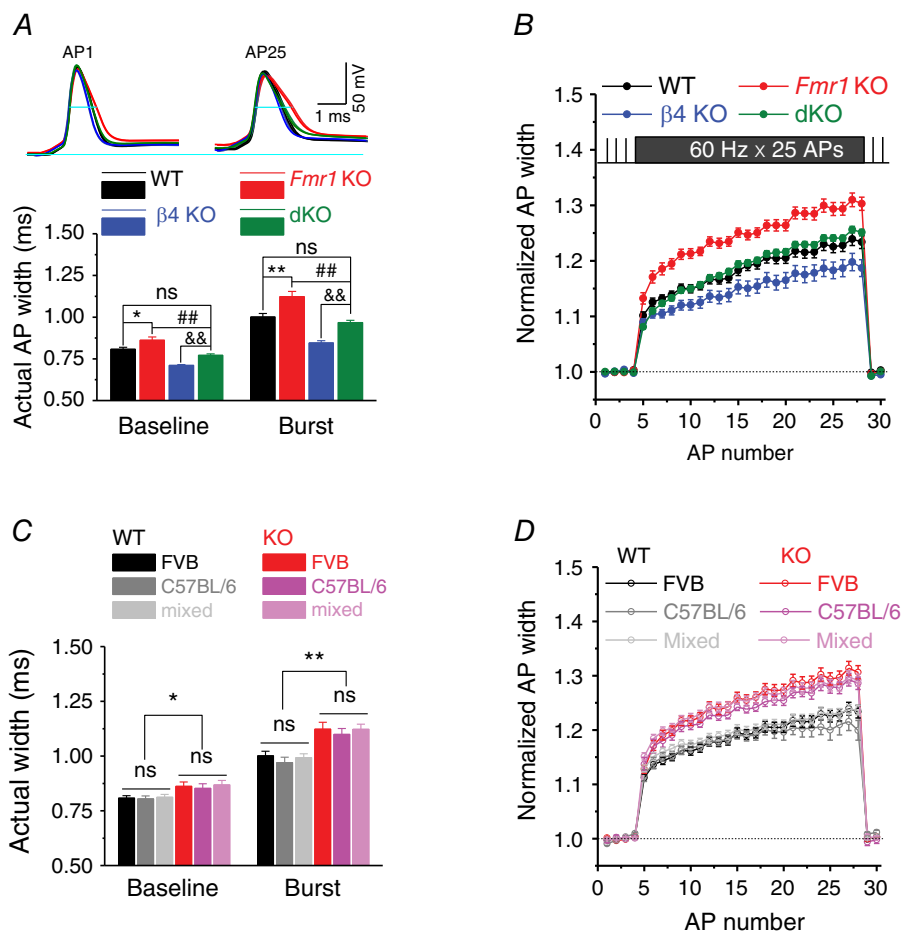 A
AP1
AP25
50 mV
1 ms
WT
Fmr1 KO
β4 KO
dKO
Actual AP width (ms)
1.50
1.25
1.00
0.75
0.50
ns
* ##
&&
ns
** ##
&&
Baseline
Burst
B
WT
Fmr1 KO
β4 KO
dKO
60 Hz x 25 APs
Normalized AP width
1.5
1.4
1.3
1.2
1.1
1.0
0 5 10 15 20 25 30
AP number
C
WT
KO
FVB
FVB
C57BL/6
C57BL/6
mixed
mixed
Actual width (ms)
1.50
1.25
1.00
0.75
0.50
*
ns
ns
**
ns
ns
Baseline
Burst
D
WT
KO
FVB
FVB
C57BL/6
C57BL/6
Mixed
Mixed
Normalized AP width
1.5
1.4
1.3
1.2
1.1
1.0
0 5 10 15 20 25 30
AP number